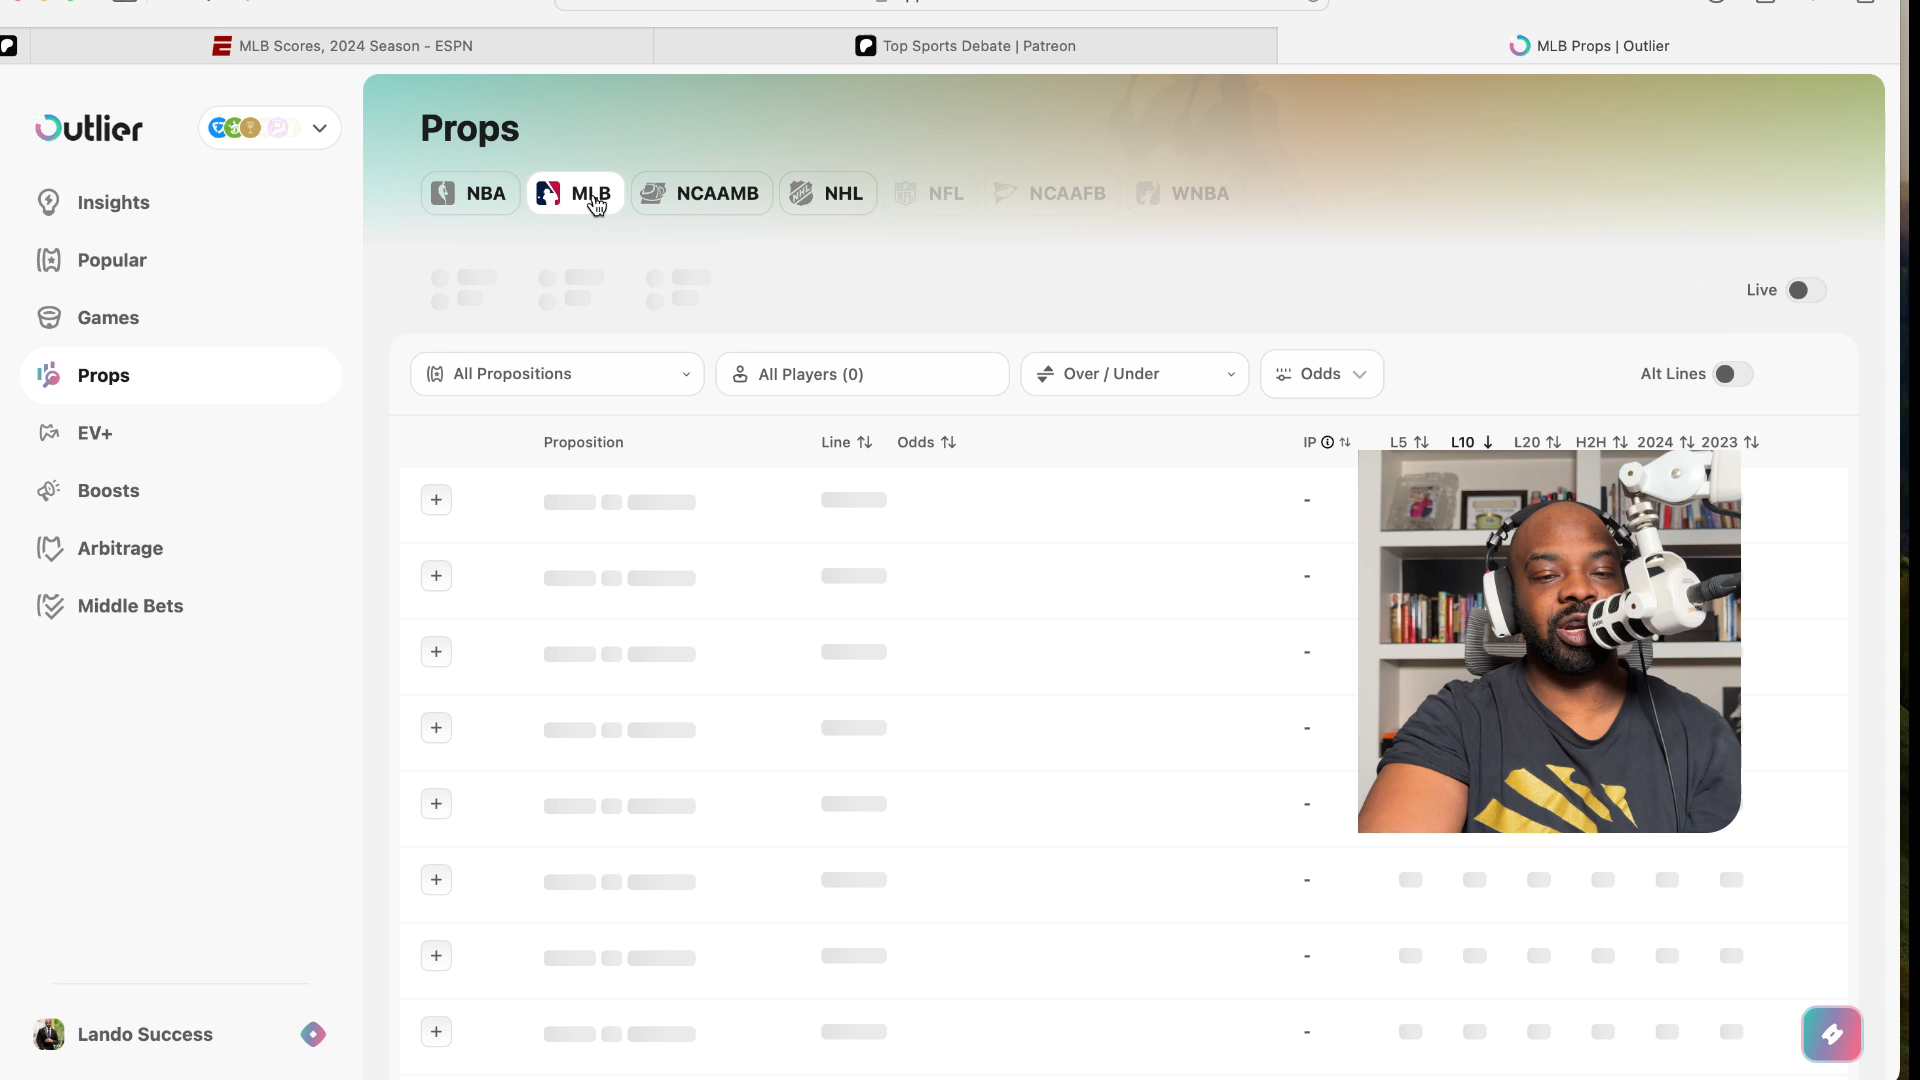 MLB Scores, 2024 Season - ESPN
Top Sports Debate | Patreon
MLB Props | Outlier
Outlier
Props
NBA
MLB
NCAAMB
NHL
NFL
NCAAFB
WNBA
Insights
Popular
Games
Props
EV+
Boosts
Arbitrage
Middle Bets
Live
All Propositions
All Players (0)
Over / Under
Odds
Alt Lines
Proposition
Line
Odds
IP
L5
L10
L20
H2H
2024
2023
+
-
+
-
+
-
+
-
+
-
+
-
+
-
+
-
Lando Success